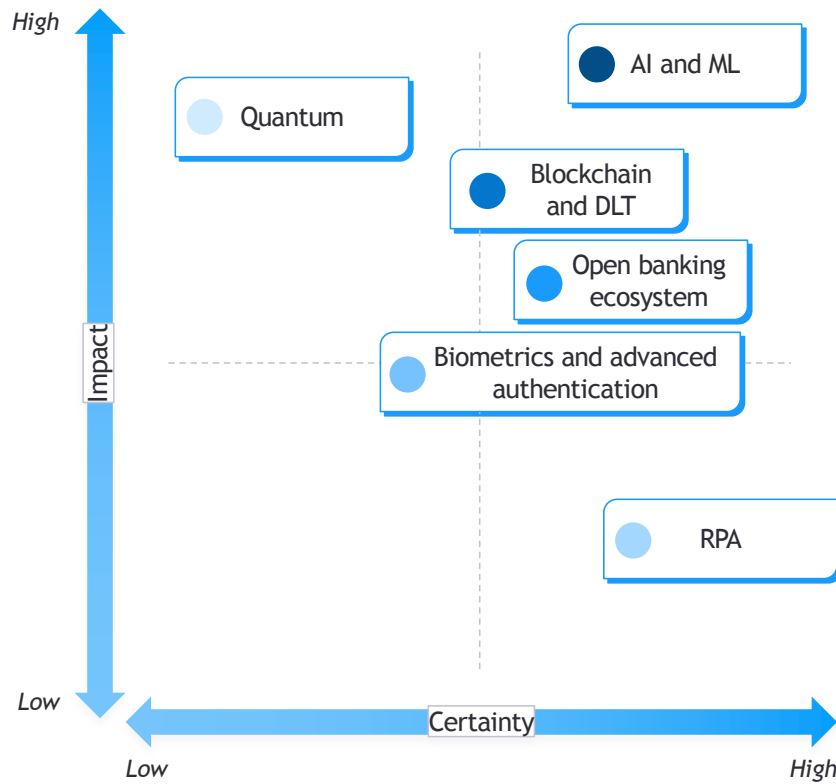 High
AI and ML
Quantum
Blockchain
and DLT
Open banking
ecosystem
Impact
Biometrics and advanced
authentication
RPA
Low
Certainty
Low
High